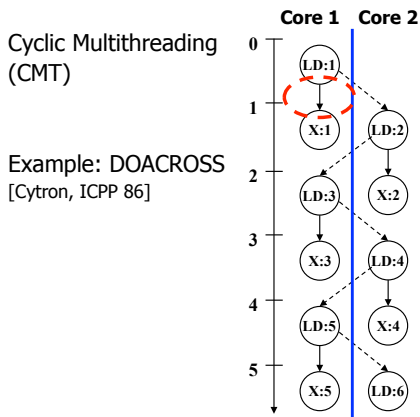 Core 1 Core 2
Cyclic Multithreading
(CMT)
Example: DOACROSS
[Cytron, ICPP 86]
0
LD:1
1
X:1 LD:2
2
LD:3 X:2
3
X:3 LD:4
4
LD:5 X:4
5
X:5 LD:6